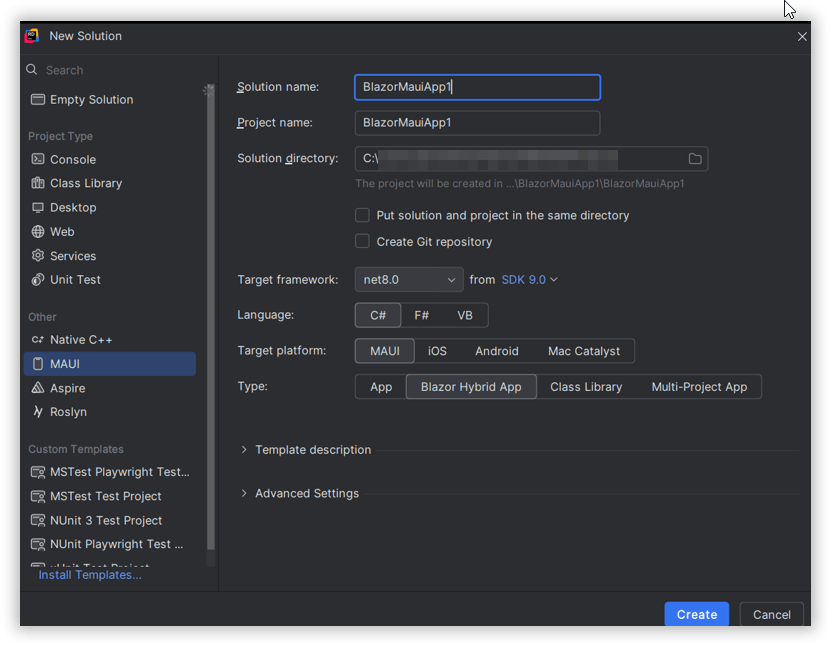 New Solution
Search
Empty Solution
Project Type
Console
Class Library
Desktop
Web
Services
Unit Test
Other
Native C++
MAUI
Aspire
Roslyn
Custom Templates
MSTest Playwright Test...
MSTest Test Project
NUnit 3 Test Project
NUnit Playwright Test ...
xUnit Test Project
Install Templates...
Solution name: BlazorMauiApp1
Project name: BlazorMauiApp1
Solution directory: C:\
The project will be created in ...\BlazorMauiApp1\BlazorMauiApp1
Put solution and project in the same directory
Create Git repository
Target framework: net8.0 from SDK 9.0
Language: C# F# VB
Target platform: MAUI iOS Android Mac Catalyst
Type: App Blazor Hybrid App Class Library Multi-Project App
Template description
Advanced Settings
Create Cancel